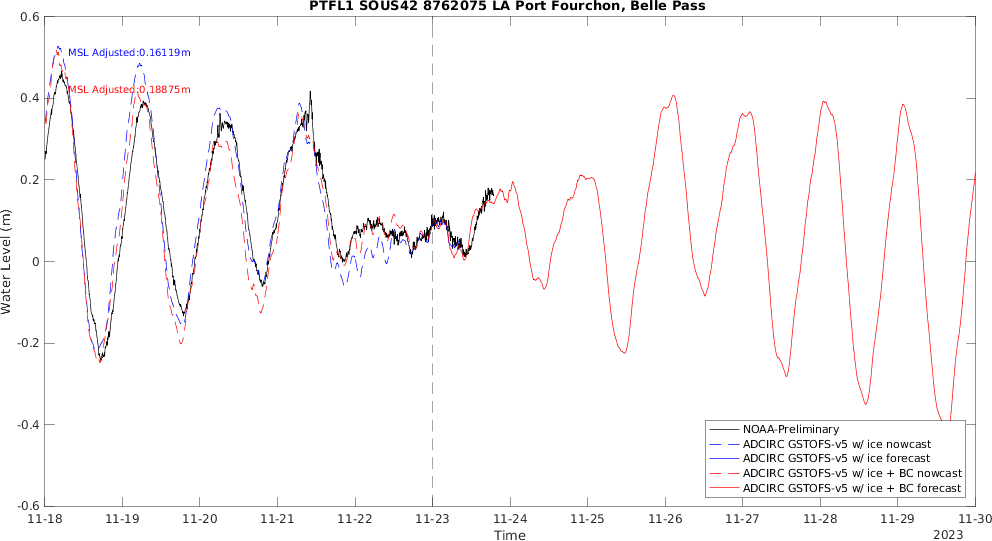 PTFL1 SOUS42 8762075 LA Port Fourchon, Belle Pass
MSL Adjusted:0.16119m
MSL Adjusted:0.18875m
0.6
0.4
0.2
0
-0.2
-0.4
-0.6
Water Level (m)
NOAA-Preliminary
ADCIRC GSTOFS-v5 w/ ice nowcast
ADCIRC GSTOFS-v5 w/ ice forecast
ADCIRC GSTOFS-v5 w/ ice + BC nowcast
ADCIRC GSTOFS-v5 w/ ice + BC forecast
11-18 11-19 11-20 11-21 11-22 11-23 11-24 11-25 11-26 11-27 11-28 11-29 11-30
Time
2023